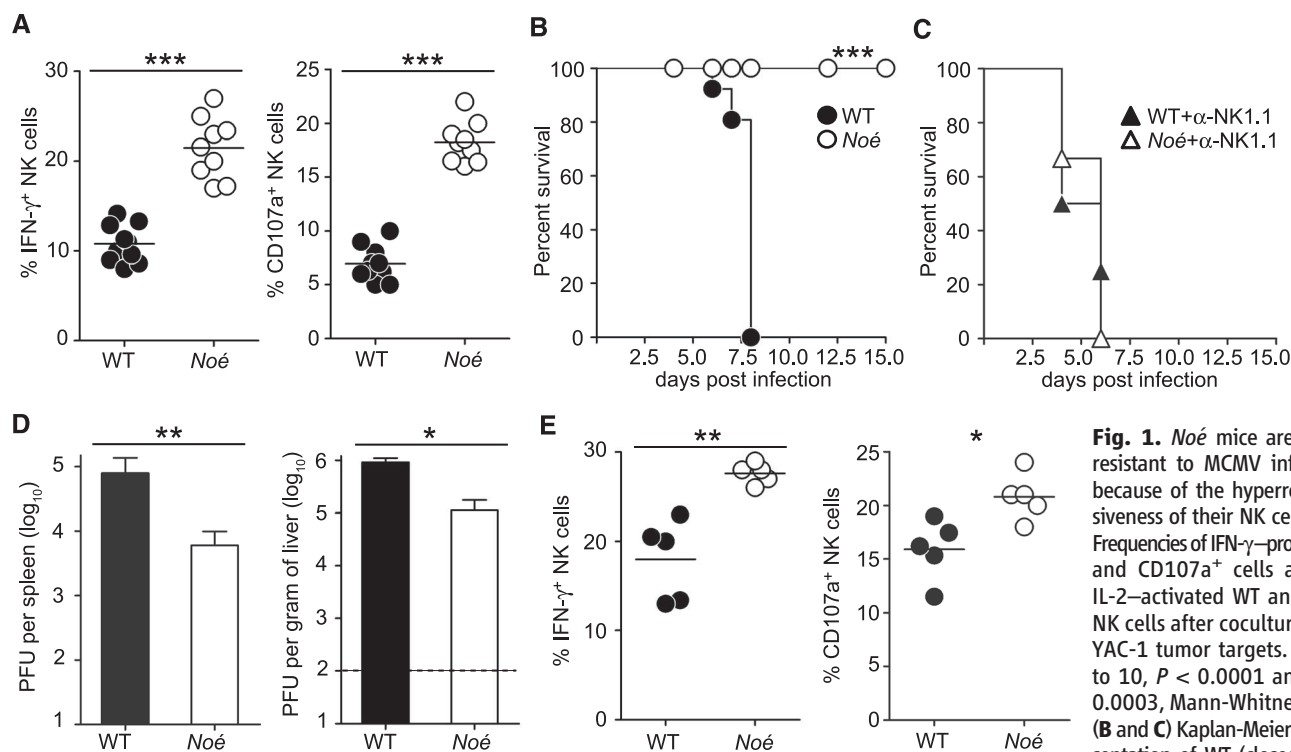 A
***
30
20
10
0
% IFN-γ⁺ NK cells
WT
Noé
***
25
20
15
10
5
0
% CD107a⁺ NK cells
WT
Noé
B
***
100
80
60
40
20
0
Percent survival
WT
Noé
2.5 5.0 7.5 10.0 12.5 15.0
days post infection
C
100
80
60
40
20
0
Percent survival
WT+α-NK1.1
Noé+α-NK1.1
2.5 5.0 7.5 10.0 12.5 15.0
days post infection
D
**
5
4
3
2
1
PFU per spleen (log₁₀)
WT
Noé
*
6
5
4
3
2
1
PFU per gram of liver (log₁₀)
WT
Noé
E
**
30
20
10
0
% IFN-γ⁺ NK cells
WT
Noé
*
25
20
15
10
5
0
% CD107a⁺ NK cells
WT
Noé
Fig. 1. Noé mice are
resistant to MCMV inf
because of the hyperre
siveness of their NK ce
Frequencies of IFN-γ–pro
and CD107a⁺ cells a
IL-2–activated WT an
NK cells after cocultur
YAC-1 tumor targets.
to 10, P < 0.0001 an
0.0003, Mann-Whitne
(B and C) Kaplan-Meier